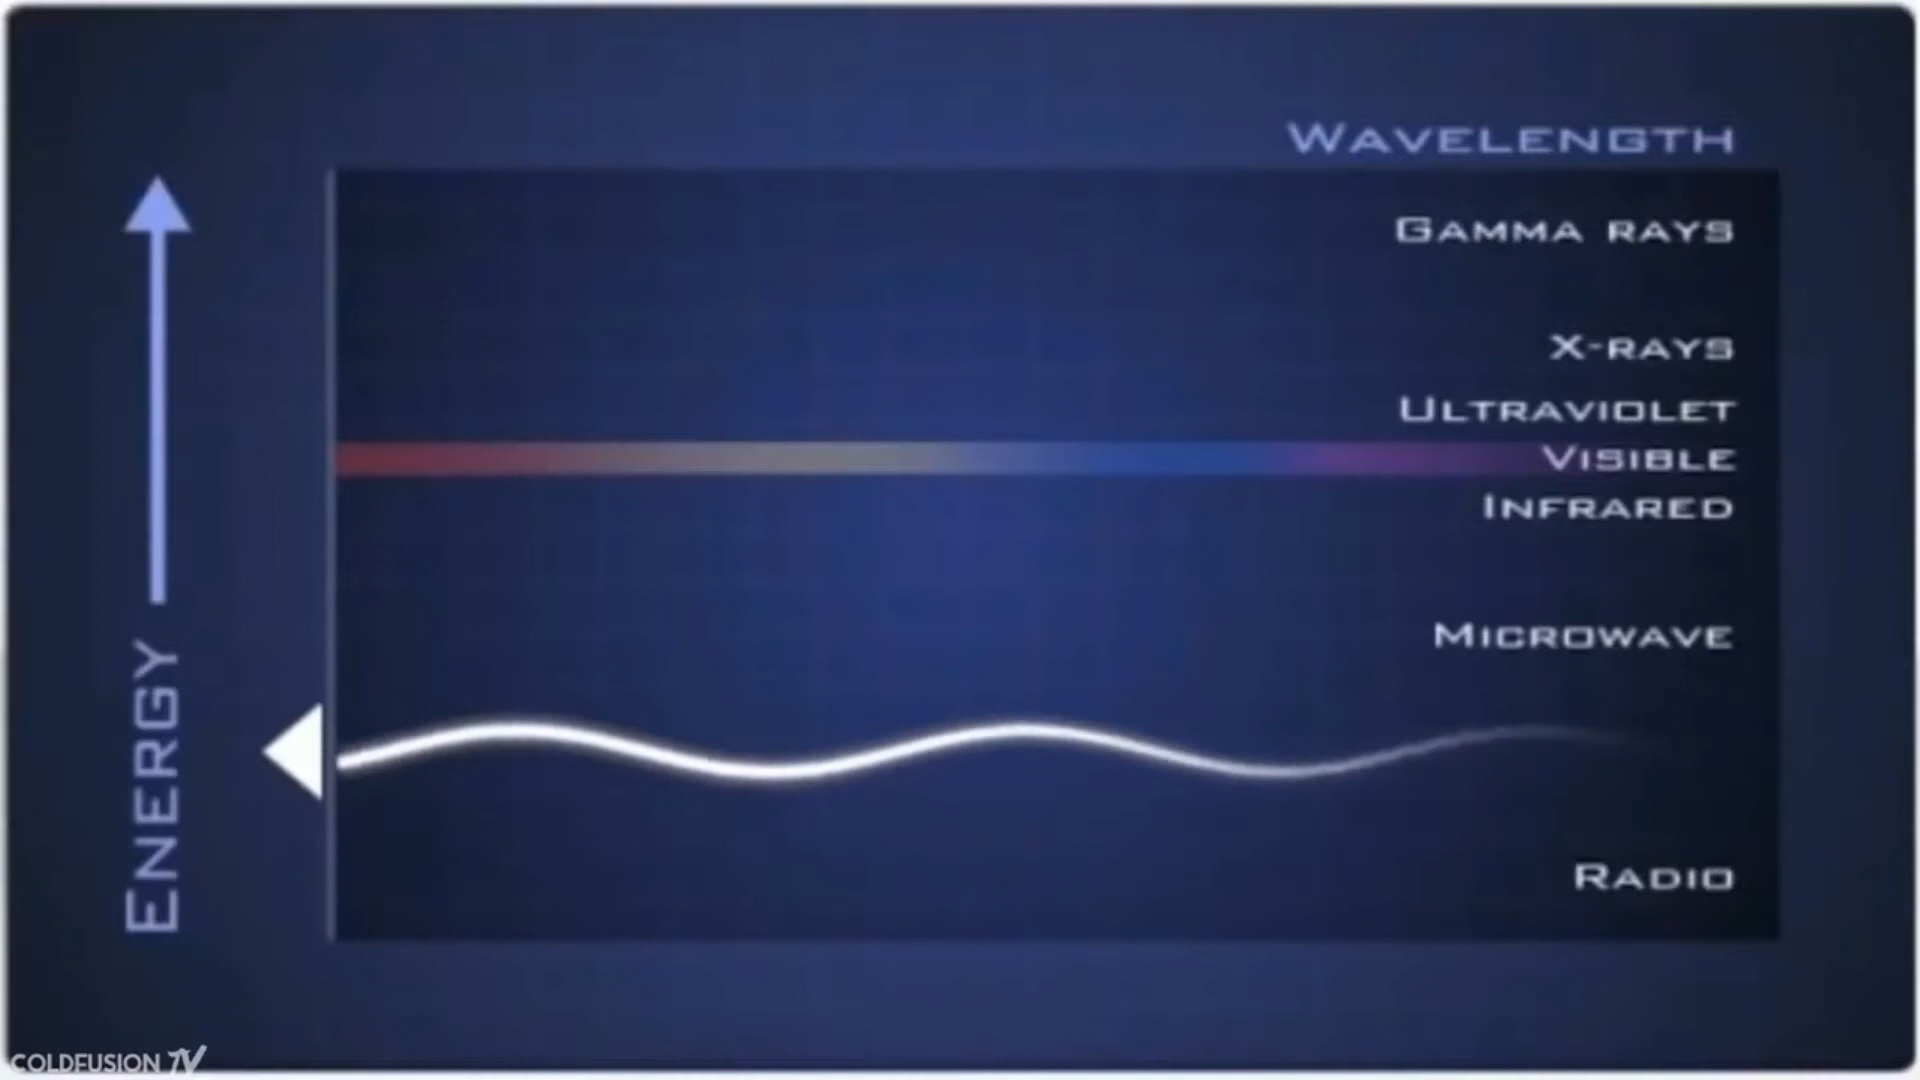 WAVELENGTH
GAMMA RAYS
X-RAYS
ULTRAVIOLET
VISIBLE
INFRARED
MICROWAVE
RADIO
ENERGY
COLDFUSION TV